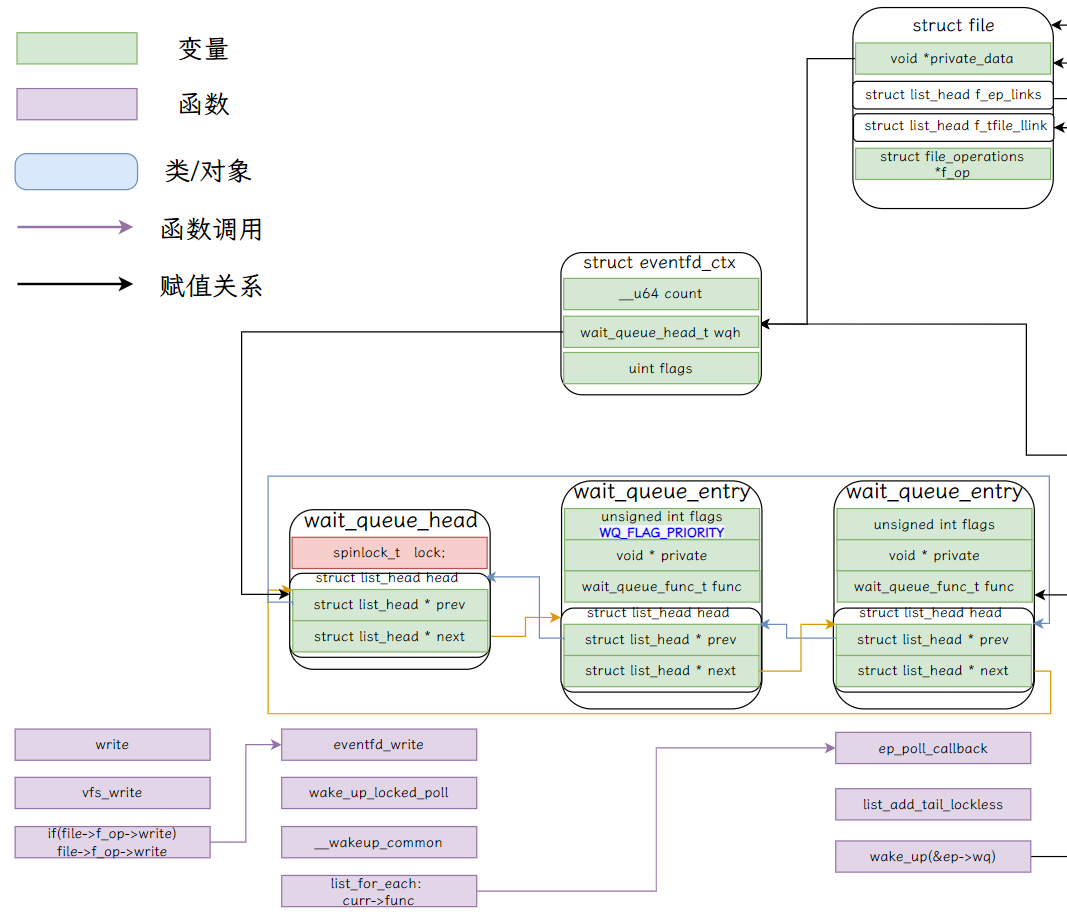 变量
函数
类/对象
函数调用
赋值关系
struct file
void *private_data
struct list_head f_ep_links
struct list_head f_tfile_llink
struct file_operations
*f_op
struct eventfd_ctx
__u64 count
wait_queue_head_t wqh
uint flags
wait_queue_head
spinlock_t lock;
struct list_head head
struct list_head * prev
struct list_head * next
wait_queue_entry
unsigned int flags
WQ_FLAG_PRIORITY
void * private
wait_queue_func_t func
struct list_head head
struct list_head * prev
struct list_head * next
wait_queue_entry
unsigned int flags
void * private
wait_queue_func_t func
struct list_head head
struct list_head * prev
struct list_head * next
write
vfs_write
if(file->f_op->write)
file->f_op->write
eventfd_write
wake_up_locked_poll
__wakeup_common
list_for_each:
curr->func
ep_poll_callback
list_add_tail_lockless
wake_up(&ep->wq)